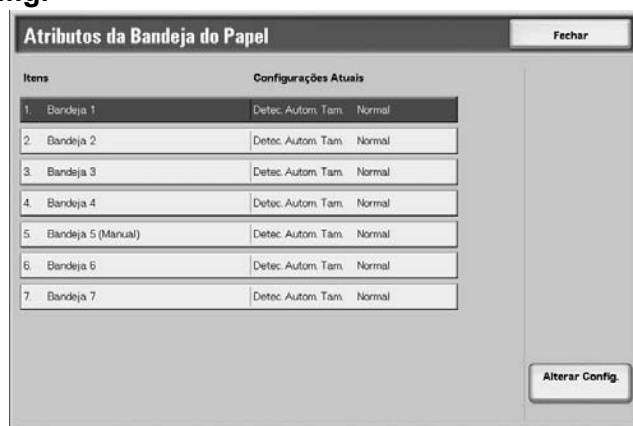 Atributos da Bandeja do Papel Fechar
Itens Configurações Atuais
1. Bandeja 1 Detec. Autom. Tam. Normal
2. Bandeja 2 Detec. Autom. Tam. Normal
3. Bandeja 3 Detec. Autom. Tam. Normal
4. Bandeja 4 Detec. Autom. Tam. Normal
5. Bandeja 5 (Manual) Detec. Autom. Tam. Normal
6. Bandeja 6 Detec. Autom. Tam. Normal
7. Bandeja 7 Detec. Autom. Tam. Normal
Alterar Config.